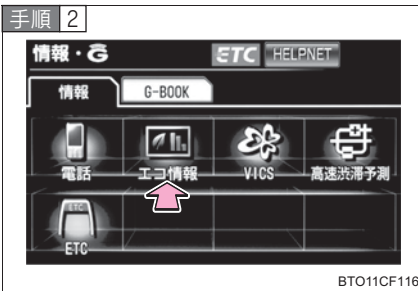 手順 2
情報・G ETC HELPNET
情報 G-BOOK
電話 エコ情報 VICS 高速渋滞予測
ETC
ETC
BTO11CF116